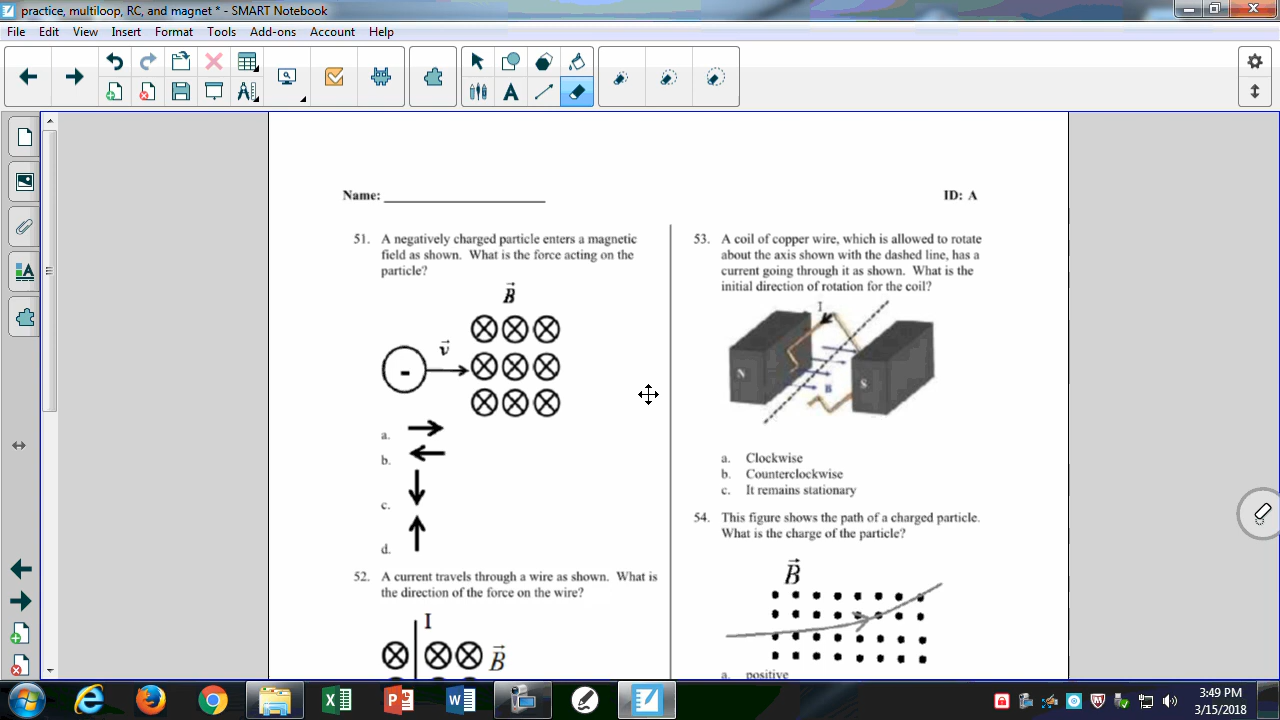 practice, multiloop, RC, and magnet * - SMART Notebook
File Edit View Insert Format Tools Add-ons Account Help
Name: ____________________
ID: A
51. A negatively charged particle enters a magnetic
field as shown. What is the force acting on the
particle?
B
v
-
a.
b.
c.
d.
52. A current travels through a wire as shown. What is
the direction of the force on the wire?
I
B
53. A coil of copper wire, which is allowed to rotate
about the axis shown with the dashed line, has a
current going through it as shown. What is the
initial direction of rotation for the coil?
I
N
B
S
a. Clockwise
b. Counterclockwise
c. It remains stationary
54. This figure shows the path of a charged particle.
What is the charge of the particle?
B
a. positive
3:49 PM
3/15/2018